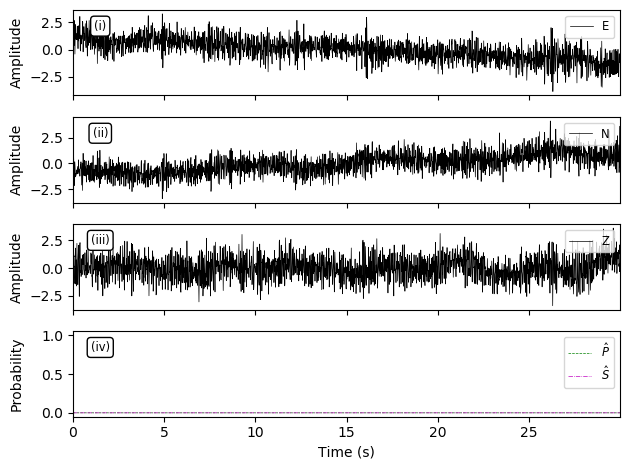 (i)
E
Amplitude
2.5
0.0
−2.5
(ii)
N
Amplitude
2.5
0.0
−2.5
(iii)
Z
Amplitude
2.5
0.0
−2.5
(iv)
P̂
Ŝ
Probability
1.0
0.5
0.0
0 5 10 15 20 25
Time (s)